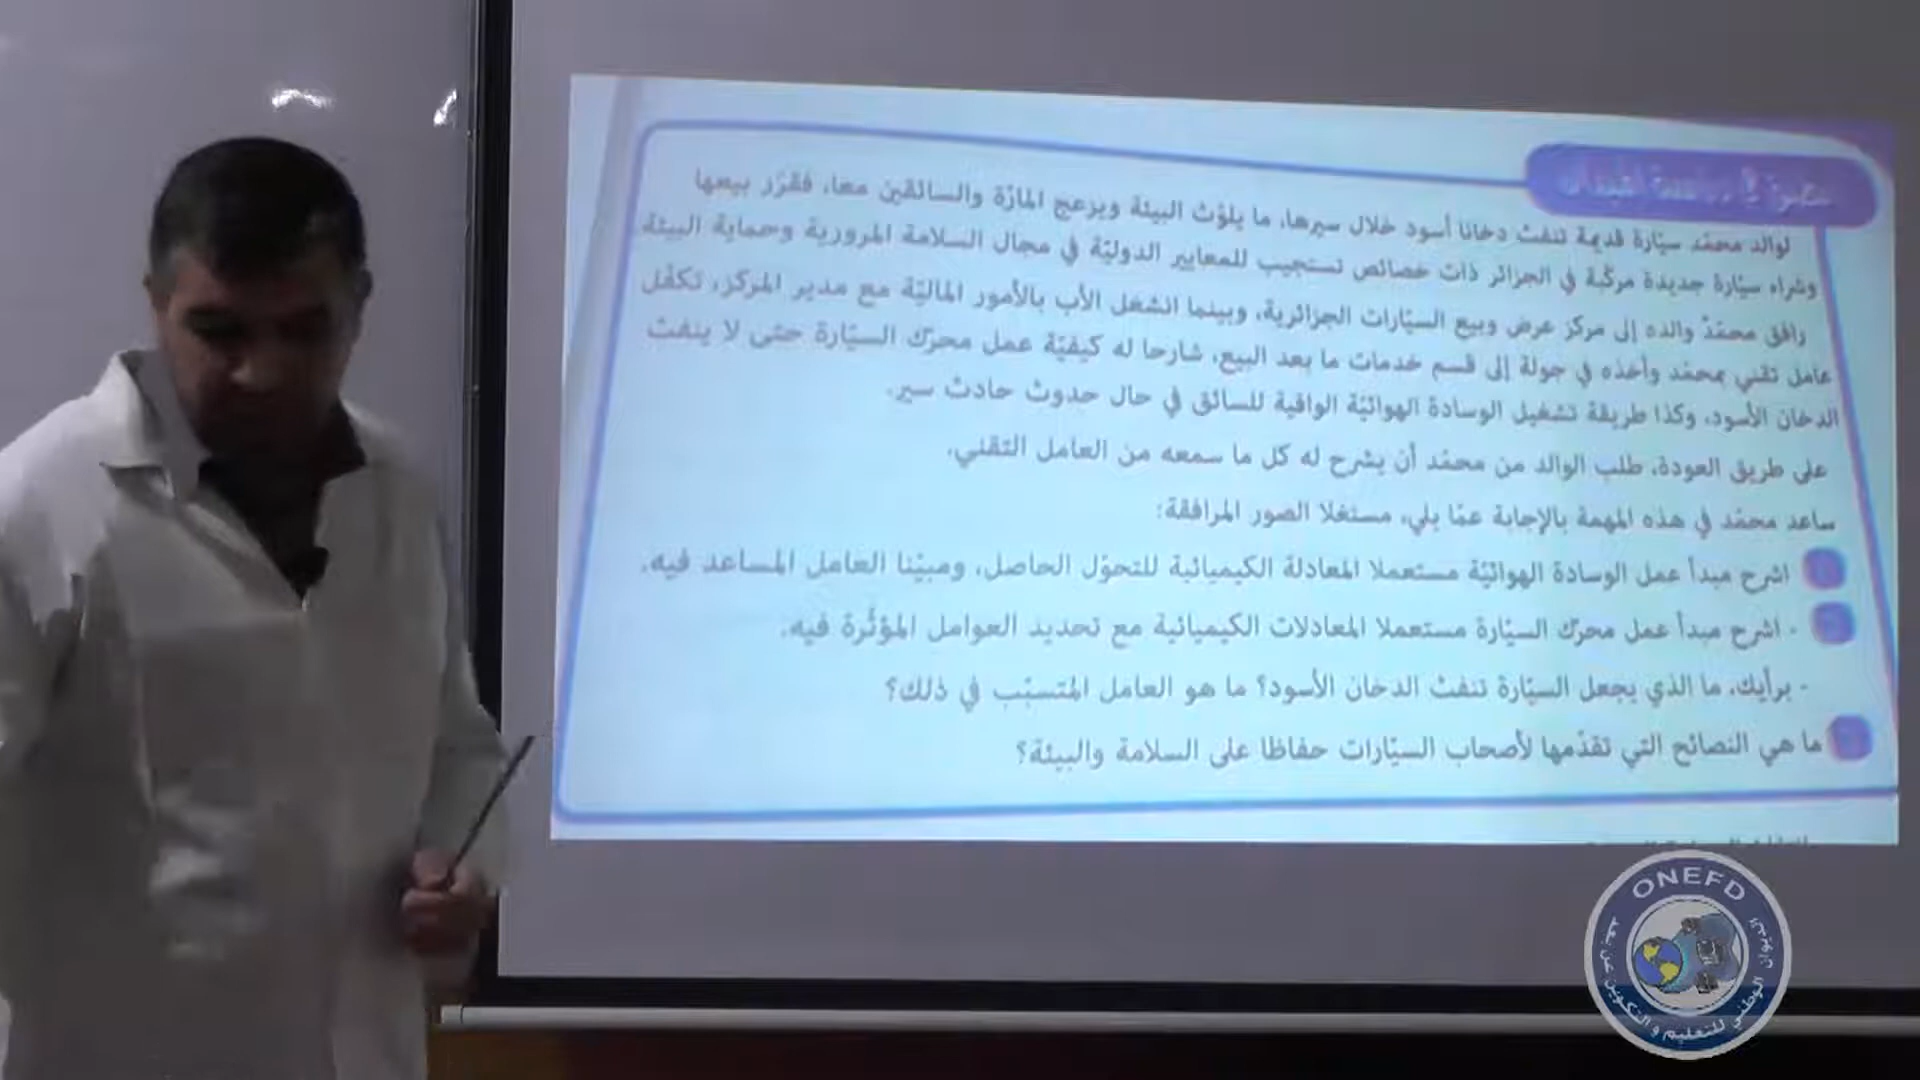 لوالد محمّد سيّارة قديمة تنفث دخانا أسود خلال سيرها، ما يلوّث البيئة ويزعج المارّة والسائقين معا، فقرّر بيعها
وشراء سيّارة جديدة مركّبة في الجزائر ذات خصائص تستجيب للمعايير الدوليّة في مجال السلامة المرورية وحماية البيئة
رافق محمّدٌ والده إلى مركز عرض وبيع السيّارات الجزائرية، وبينما انشغل الأب بالأمور الماليّة مع مدير المركز، تكفّل
عامل تقني بمحمّد وأخذه في جولة إلى قسم خدمات ما بعد البيع، شارحا له كيفيّة عمل محرّك السيّارة حتى لا ينفث
الدخان الأسود، وكذا طريقة تشغيل الوسادة الهوائيّة الواقية للسائق في حال حدوث حادث سير.
على طريق العودة، طلب الوالد من محمّد أن يشرح له كل ما سمعه من العامل التقني.
ساعد محمّد في هذه المهمة بالإجابة عمّا يلي، مستغلا الصور المرافقة:
اشرح مبدأ عمل الوسادة الهوائيّة مستعملا المعادلة الكيميائية للتحوّل الحاصل، ومبيّنا العامل المساعد فيه.
- اشرح مبدأ عمل محرّك السيّارة مستعملا المعادلات الكيميائية مع تحديد العوامل المؤثّرة فيه.
- برأيك، ما الذي يجعل السيّارة تنفث الدخان الأسود؟ ما هو العامل المتسبّب في ذلك؟
ما هي النصائح التي تقدّمها لأصحاب السيّارات حفاظا على السلامة والبيئة؟
ONEFD
الديوان الوطني للتعليم و التكوين عن بعد